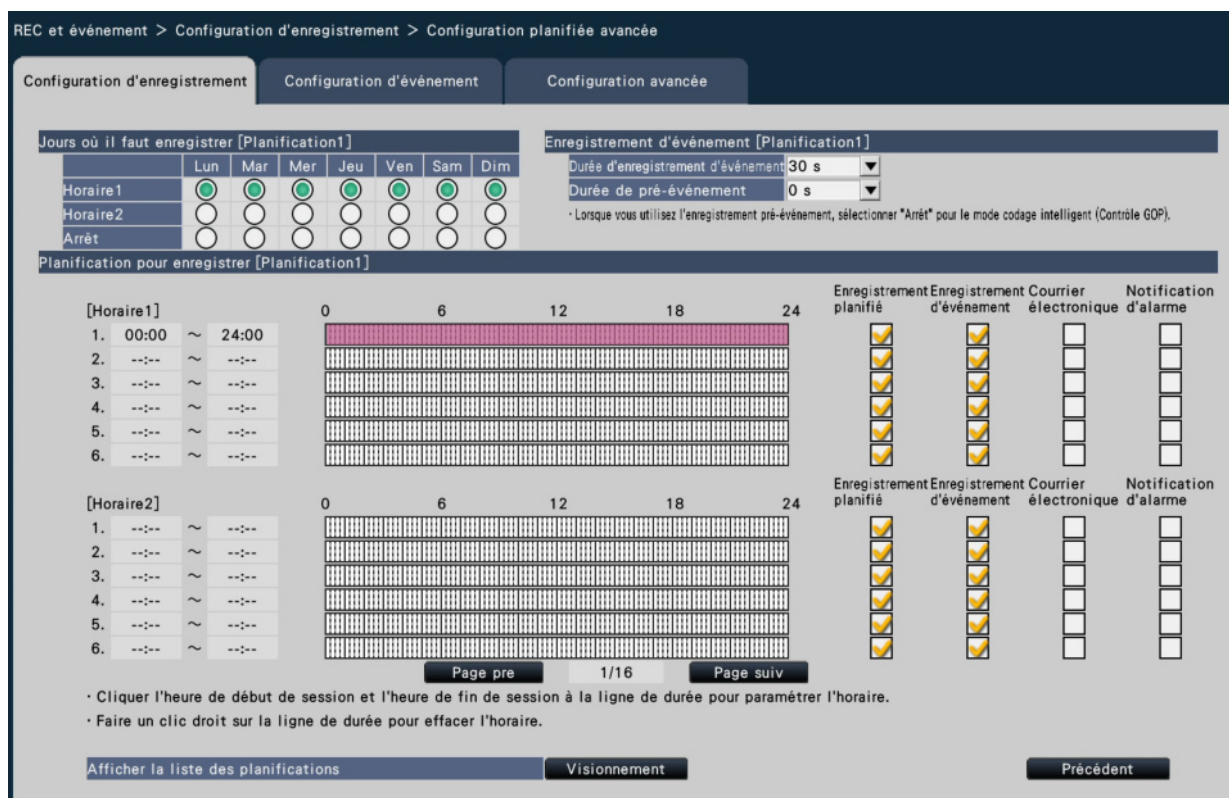 REC et événement > Configuration d'enregistrement > Configuration planifiée avancée
Configuration d'enregistrement
Configuration d'événement
Configuration avancée
Jours où il faut enregistrer [Planification1]
Lun Mar Mer Jeu Ven Sam Dim
Horaire1
Horaire2
Arrêt
Enregistrement d'événement [Planification1]
Durée d'enregistrement d'événement 30 s
Durée de pré-événement 0 s
· Lorsque vous utilisez l'enregistrement pré-événement, sélectionner "Arrêt" pour le mode codage intelligent (Contrôle GOP).
Planification pour enregistrer [Planification1]
Enregistrement planifié Enregistrement d'événement Courrier électronique Notification d'alarme
[Horaire1] 0 6 12 18 24
1. 00:00 ~ 24:00
2. --:-- ~ --:--
3. --:-- ~ --:--
4. --:-- ~ --:--
5. --:-- ~ --:--
6. --:-- ~ --:--
Enregistrement planifié Enregistrement d'événement Courrier électronique Notification d'alarme
[Horaire2] 0 6 12 18 24
1. --:-- ~ --:--
2. --:-- ~ --:--
3. --:-- ~ --:--
4. --:-- ~ --:--
5. --:-- ~ --:--
6. --:-- ~ --:--
Page pre 1/16 Page suiv
· Cliquer l'heure de début de session et l'heure de fin de session à la ligne de durée pour paramétrer l'horaire.
· Faire un clic droit sur la ligne de durée pour effacer l'horaire.
Afficher la liste des planifications Visionnement Précédent